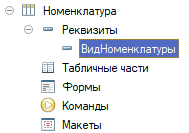 Номенклатура
Реквизиты
ВидНоменклатуры
Табличные части
Формы
Команды
Макеты